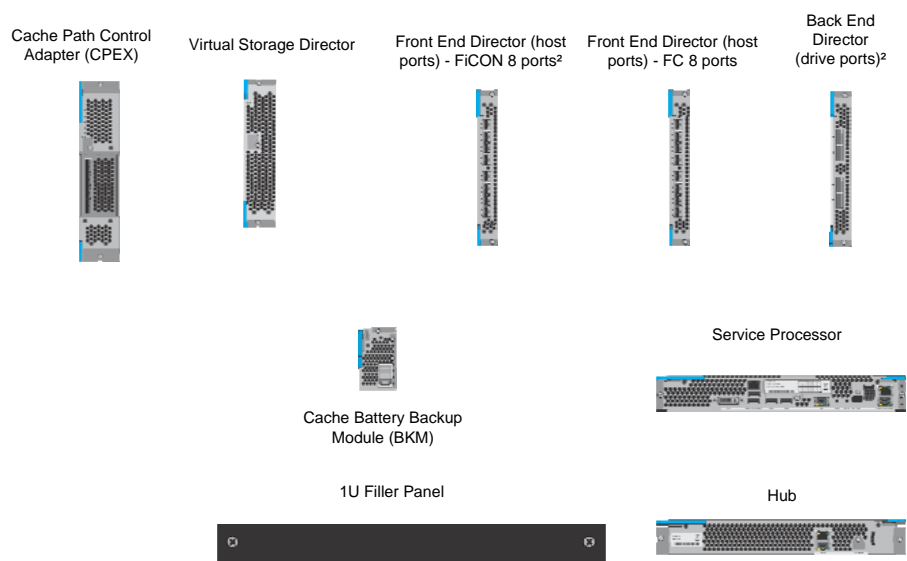 Cache Path Control
Adapter (CPEX)
Virtual Storage Director
Front End Director (host
ports) - FiCON 8 ports²
Front End Director (host
ports) - FC 8 ports
Back End
Director
(drive ports)²
Cache Battery Backup
Module (BKM)
Service Processor
1U Filler Panel
Hub